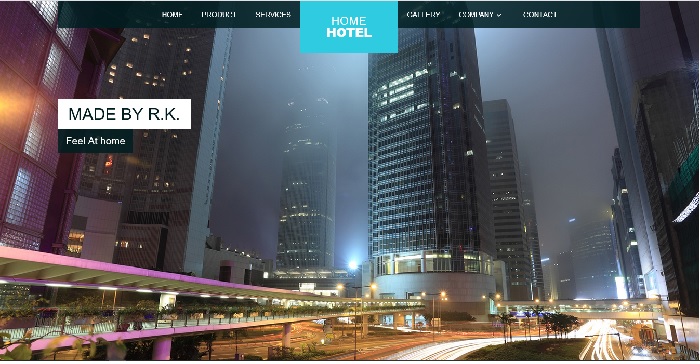 HOME PRODUCT SERVICES
HOME
HOTEL
GALLERY COMPANY CONTACT
MADE BY R.K.
Feel At home